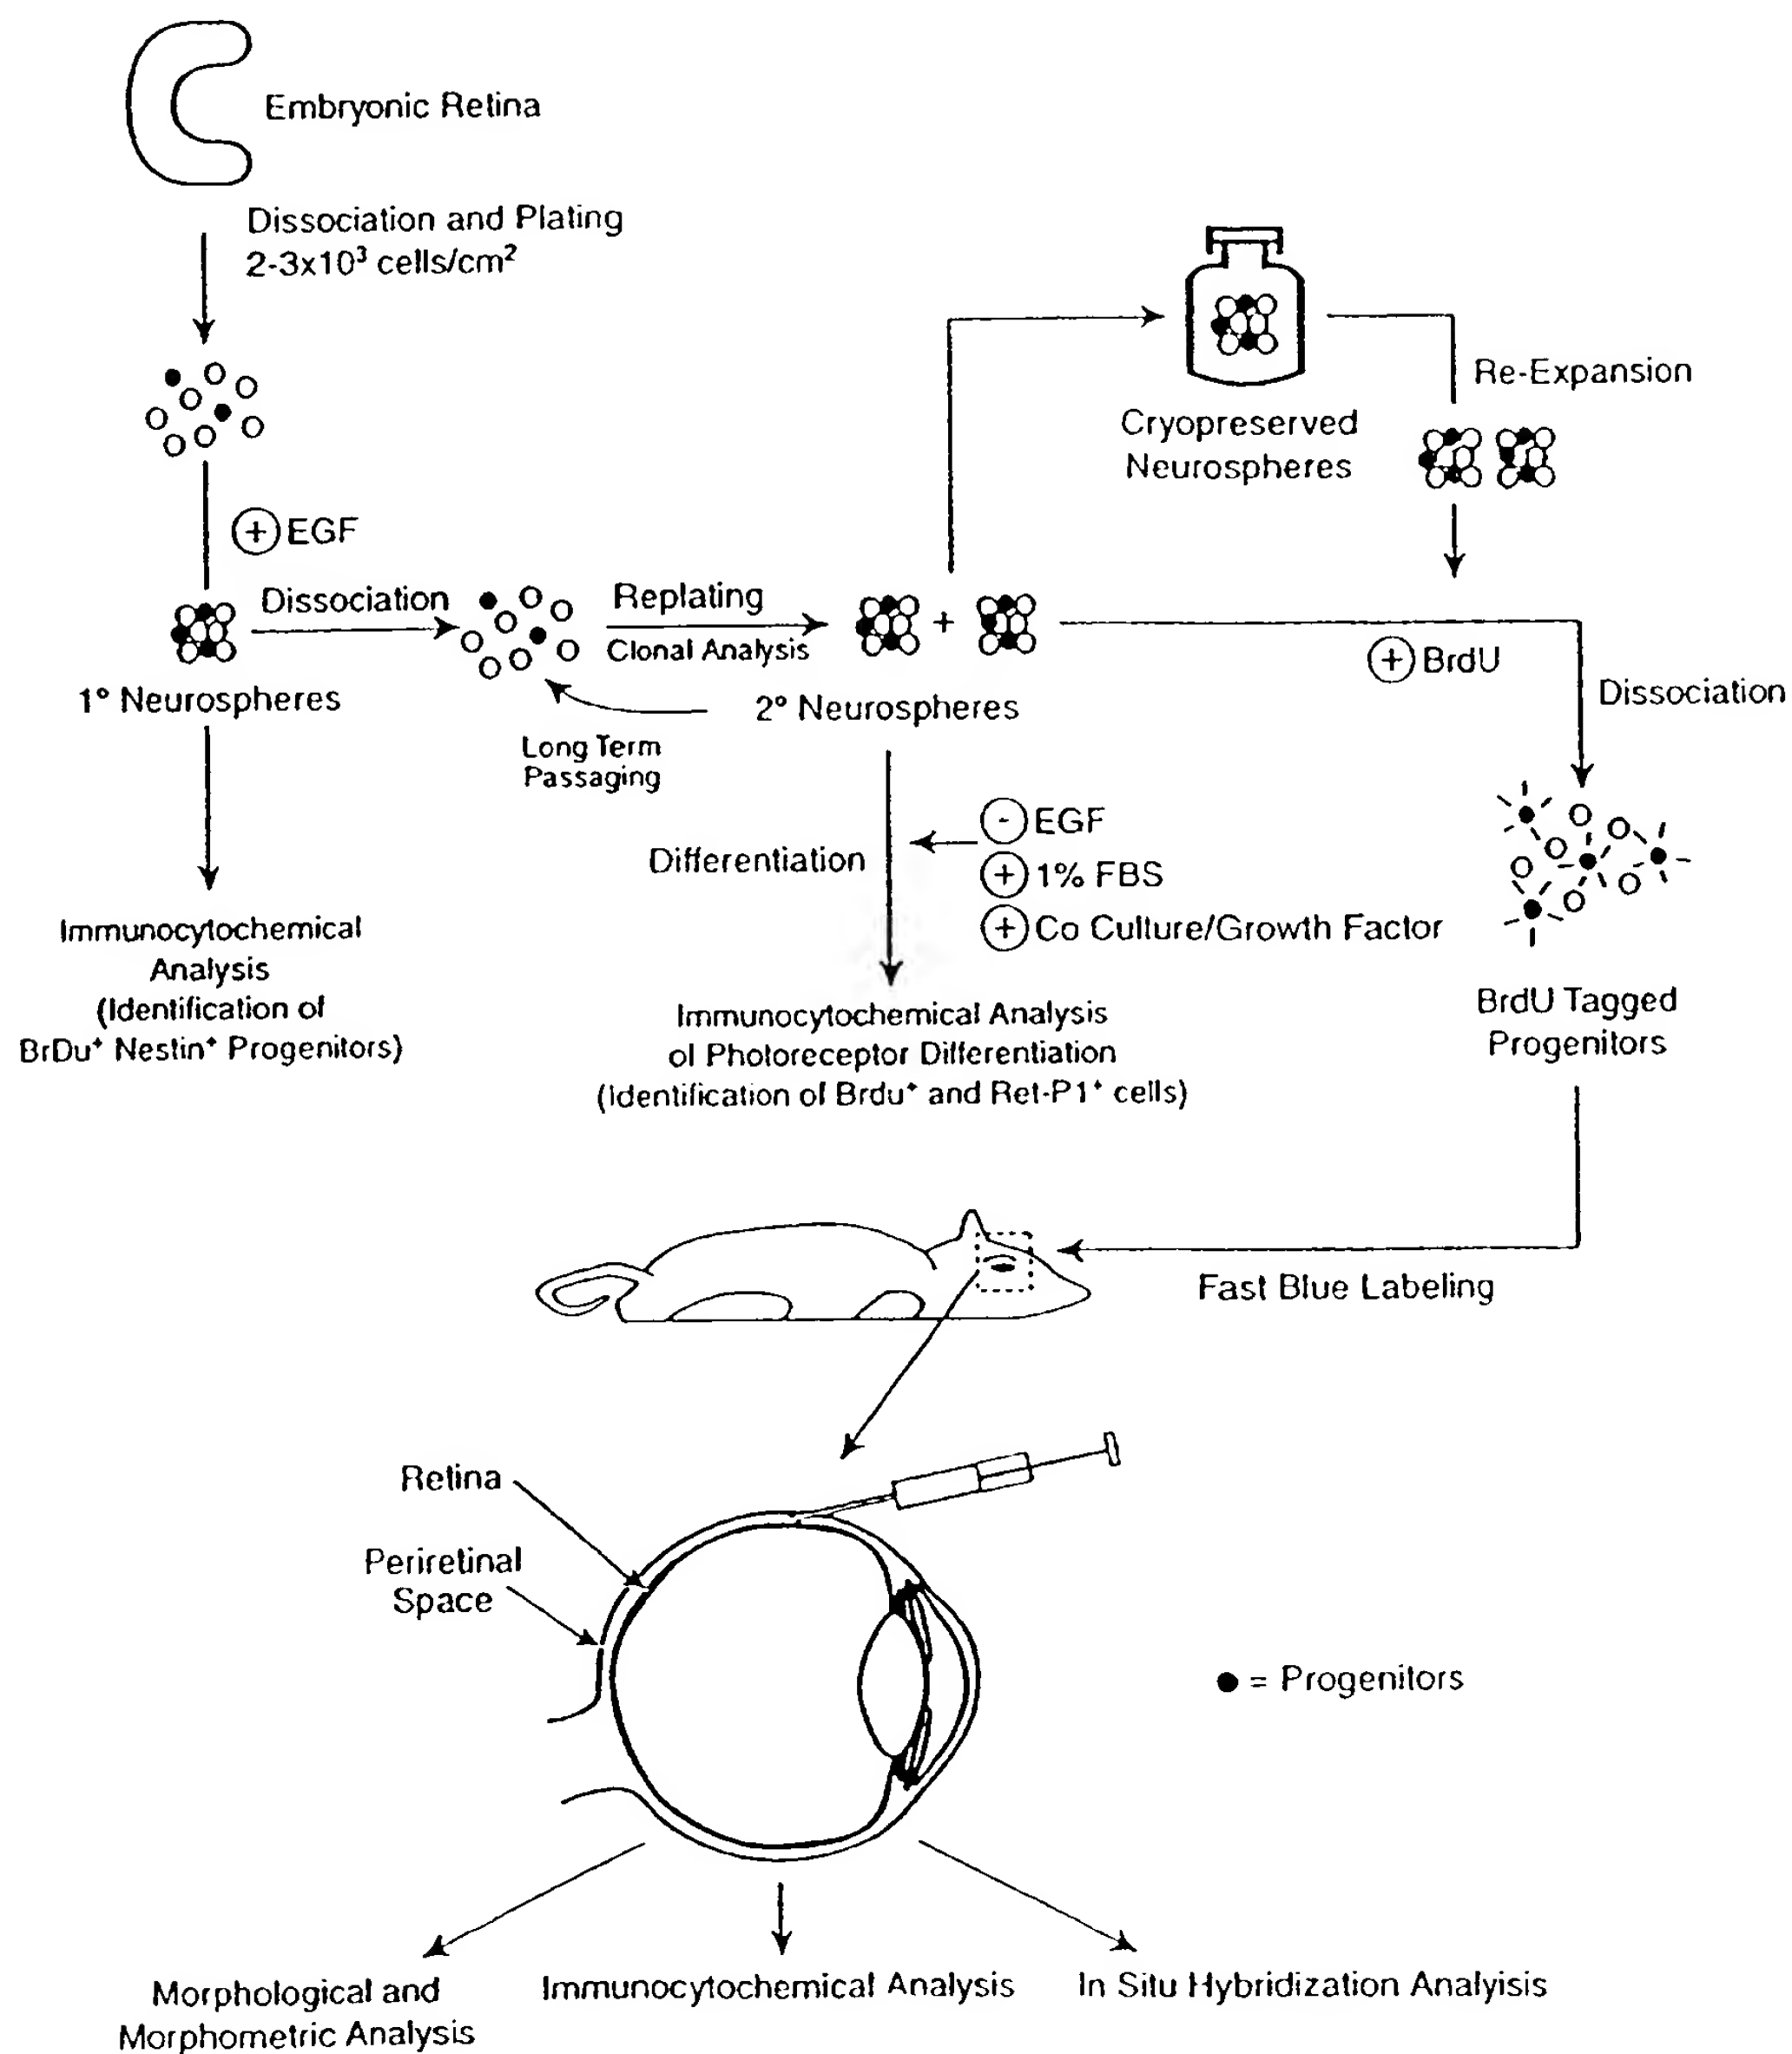 Embryonic Retina
Dissociation and Plating
2-3x10³ cells/cm²
+ EGF
Dissociation
Replating
Clonal Analysis
+
1° Neurospheres
2° Neurospheres
Long Term
Passaging
Cryopreserved
Neurospheres
Re-Expansion
+ BrdU
Dissociation
Differentiation
- EGF
+ 1% FBS
+ Co Culture/Growth Factor
Immunocytochemical
Analysis
(Identification of
BrDu⁺ Nestin⁺ Progenitors)
Immunocytochemical Analysis
of Photoreceptor Differentiation
(Identification of Brdu⁺ and Ret-P1⁺ cells)
BrdU Tagged
Progenitors
Fast Blue Labeling
Retina
Periretinal
Space
● = Progenitors
Morphological and
Morphometric Analysis
Immunocytochemical Analysis
In Situ Hybridization Analyisis